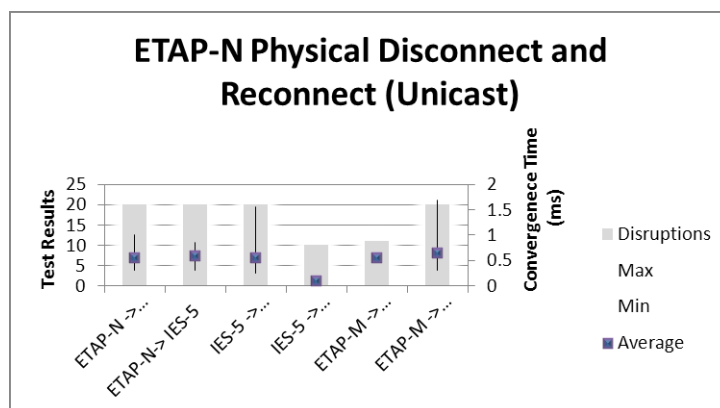 ETAP-N Physical Disconnect and
Reconnect (Unicast)
Test Results
25
20
15
10
5
0
2
1.5
1
0.5
0
Convergenece Time
(ms)
ETAP-N ->...
ETAP-N-> IES-5
IES-5 ->...
IES-5 ->...
ETAP-M ->...
ETAP-M ->...
Disruptions
Max
Min
Average